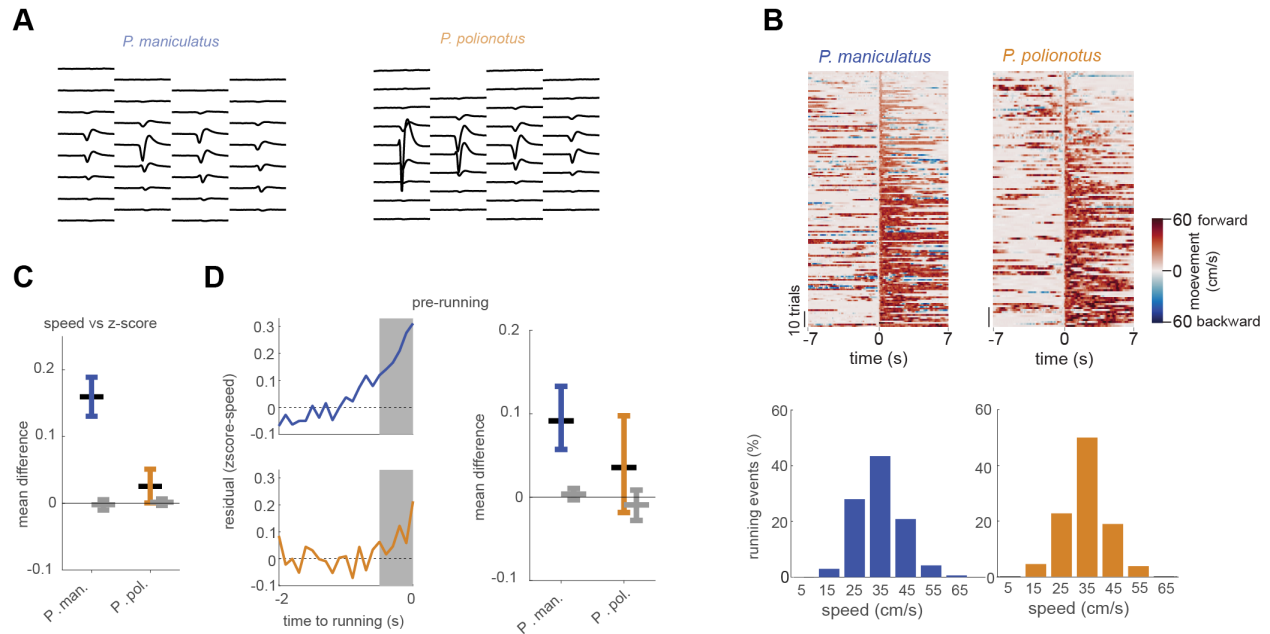 A
P. maniculatus
P. polionotus
B
P. maniculatus
P. polionotus
10 trials
-7
0
7
time (s)
-7
0
7
time (s)
60 forward
0
60 backward
moevement
(cm/s)
C
speed vs z-score
0.2
0.1
0
-0.1
mean difference
P. man.
P. pol.
D
pre-running
0.3
0.2
0.1
0
-0.1
0.3
0.2
0.1
0
-0.1
residual (zscore-speed)
-2
0
time to running (s)
0.2
0.1
0
-0.1
mean difference
P. man.
P. pol.
60
40
20
0
running events (%)
5 15 25 35 45 55 65
speed (cm/s)
60
40
20
0
5 15 25 35 45 55 65
speed (cm/s)